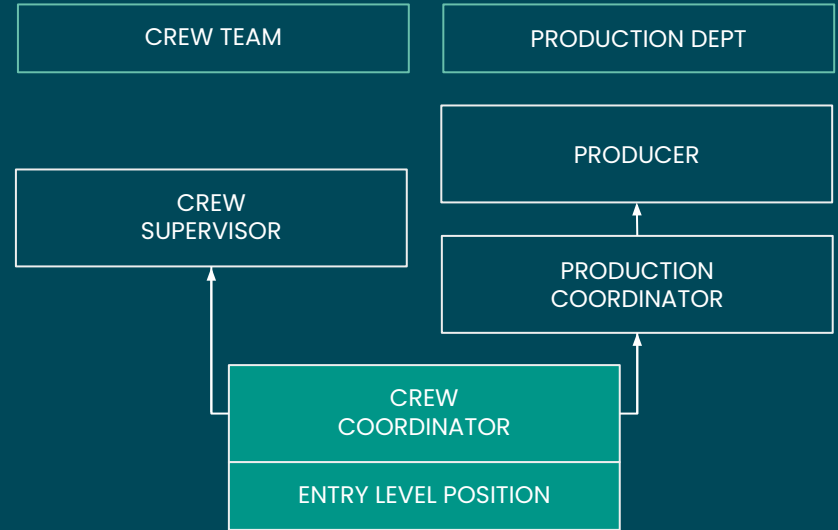 CREW TEAM
PRODUCTION DEPT
PRODUCER
CREW
SUPERVISOR
PRODUCTION
COORDINATOR
CREW
COORDINATOR
ENTRY LEVEL POSITION